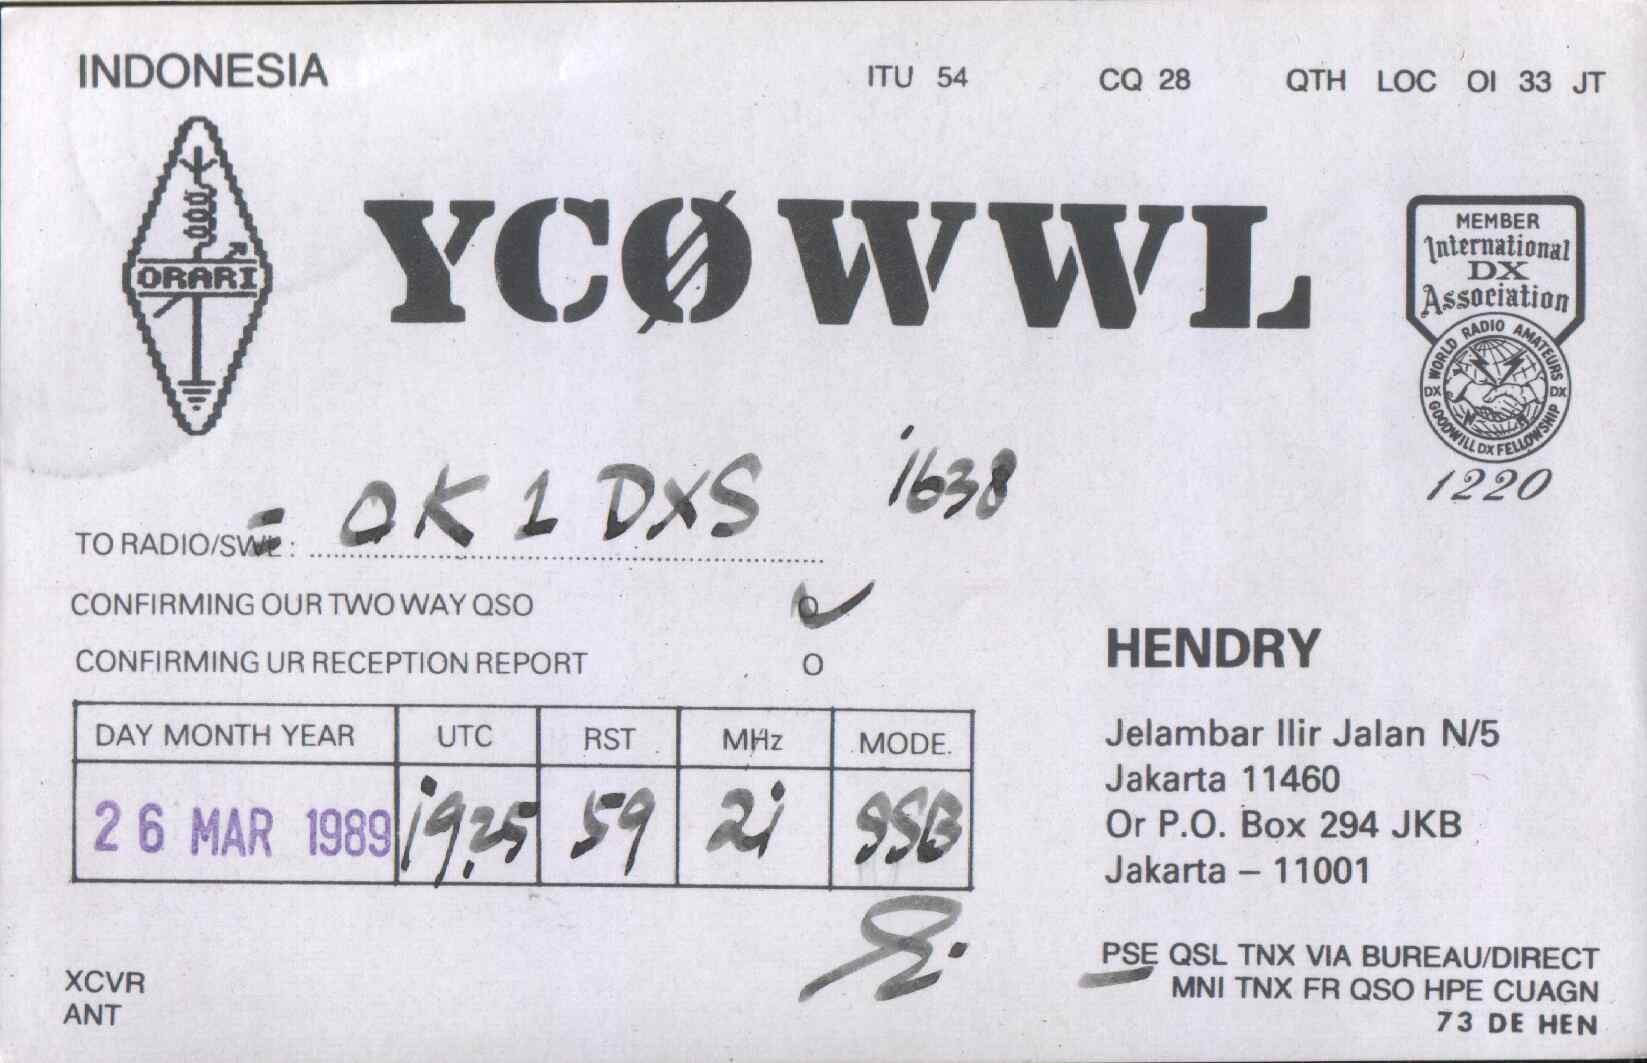 INDONESIA
ITU 54 CQ 28 QTH LOC OI 33 JT
ORARI
YCØWWL
MEMBER
International
DX
Association
WORLD RADIO AMATEURS
DX DX
GOODWILL DX FELLOWSHIP
1220
1638
TO RADIO/SWL: OK1DXS
CONFIRMING OUR TWO WAY QSO O
CONFIRMING UR RECEPTION REPORT O
DAY MONTH YEAR UTC RST MHz MODE
26 MAR 1989 19.25 59 21 SSB
HENDRY
Jelambar Ilir Jalan N/5
Jakarta 11460
Or P.O. Box 294 JKB
Jakarta – 11001
XCVR
ANT
PSE QSL TNX VIA BUREAU/DIRECT
MNI TNX FR QSO HPE CUAGN
73 DE HEN